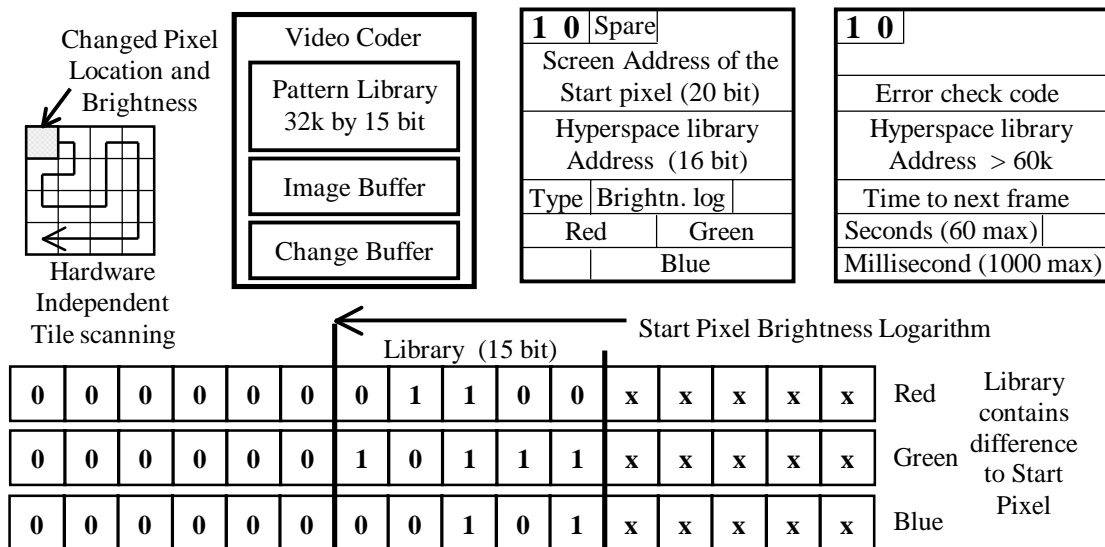 Changed Pixel
Location and
Brightness
Hardware
Independent
Tile scanning
Video Coder
Pattern Library
32k by 15 bit
Image Buffer
Change Buffer
1 0 Spare
Screen Address of the
Start pixel (20 bit)
Hyperspace library
Address (16 bit)
Type Brightn. log
Red Green
Blue
1 0
Error check code
Hyperspace library
Address > 60k
Time to next frame
Seconds (60 max)
Millisecond (1000 max)
Start Pixel Brightness Logarithm
Library (15 bit)
0 0 0 0 0 0 0 1 1 0 0 x x x x x Red
0 0 0 0 0 0 1 0 1 1 1 x x x x x Green
0 0 0 0 0 0 0 0 1 0 1 x x x x x Blue
Library
contains
difference
to Start
Pixel